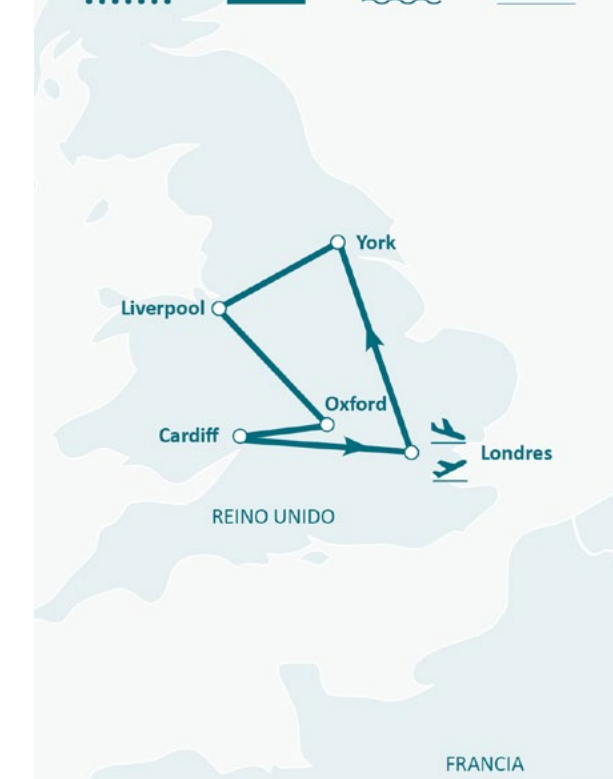 York
Liverpool
Oxford
Cardiff
Londres
REINO UNIDO
FRANCIA